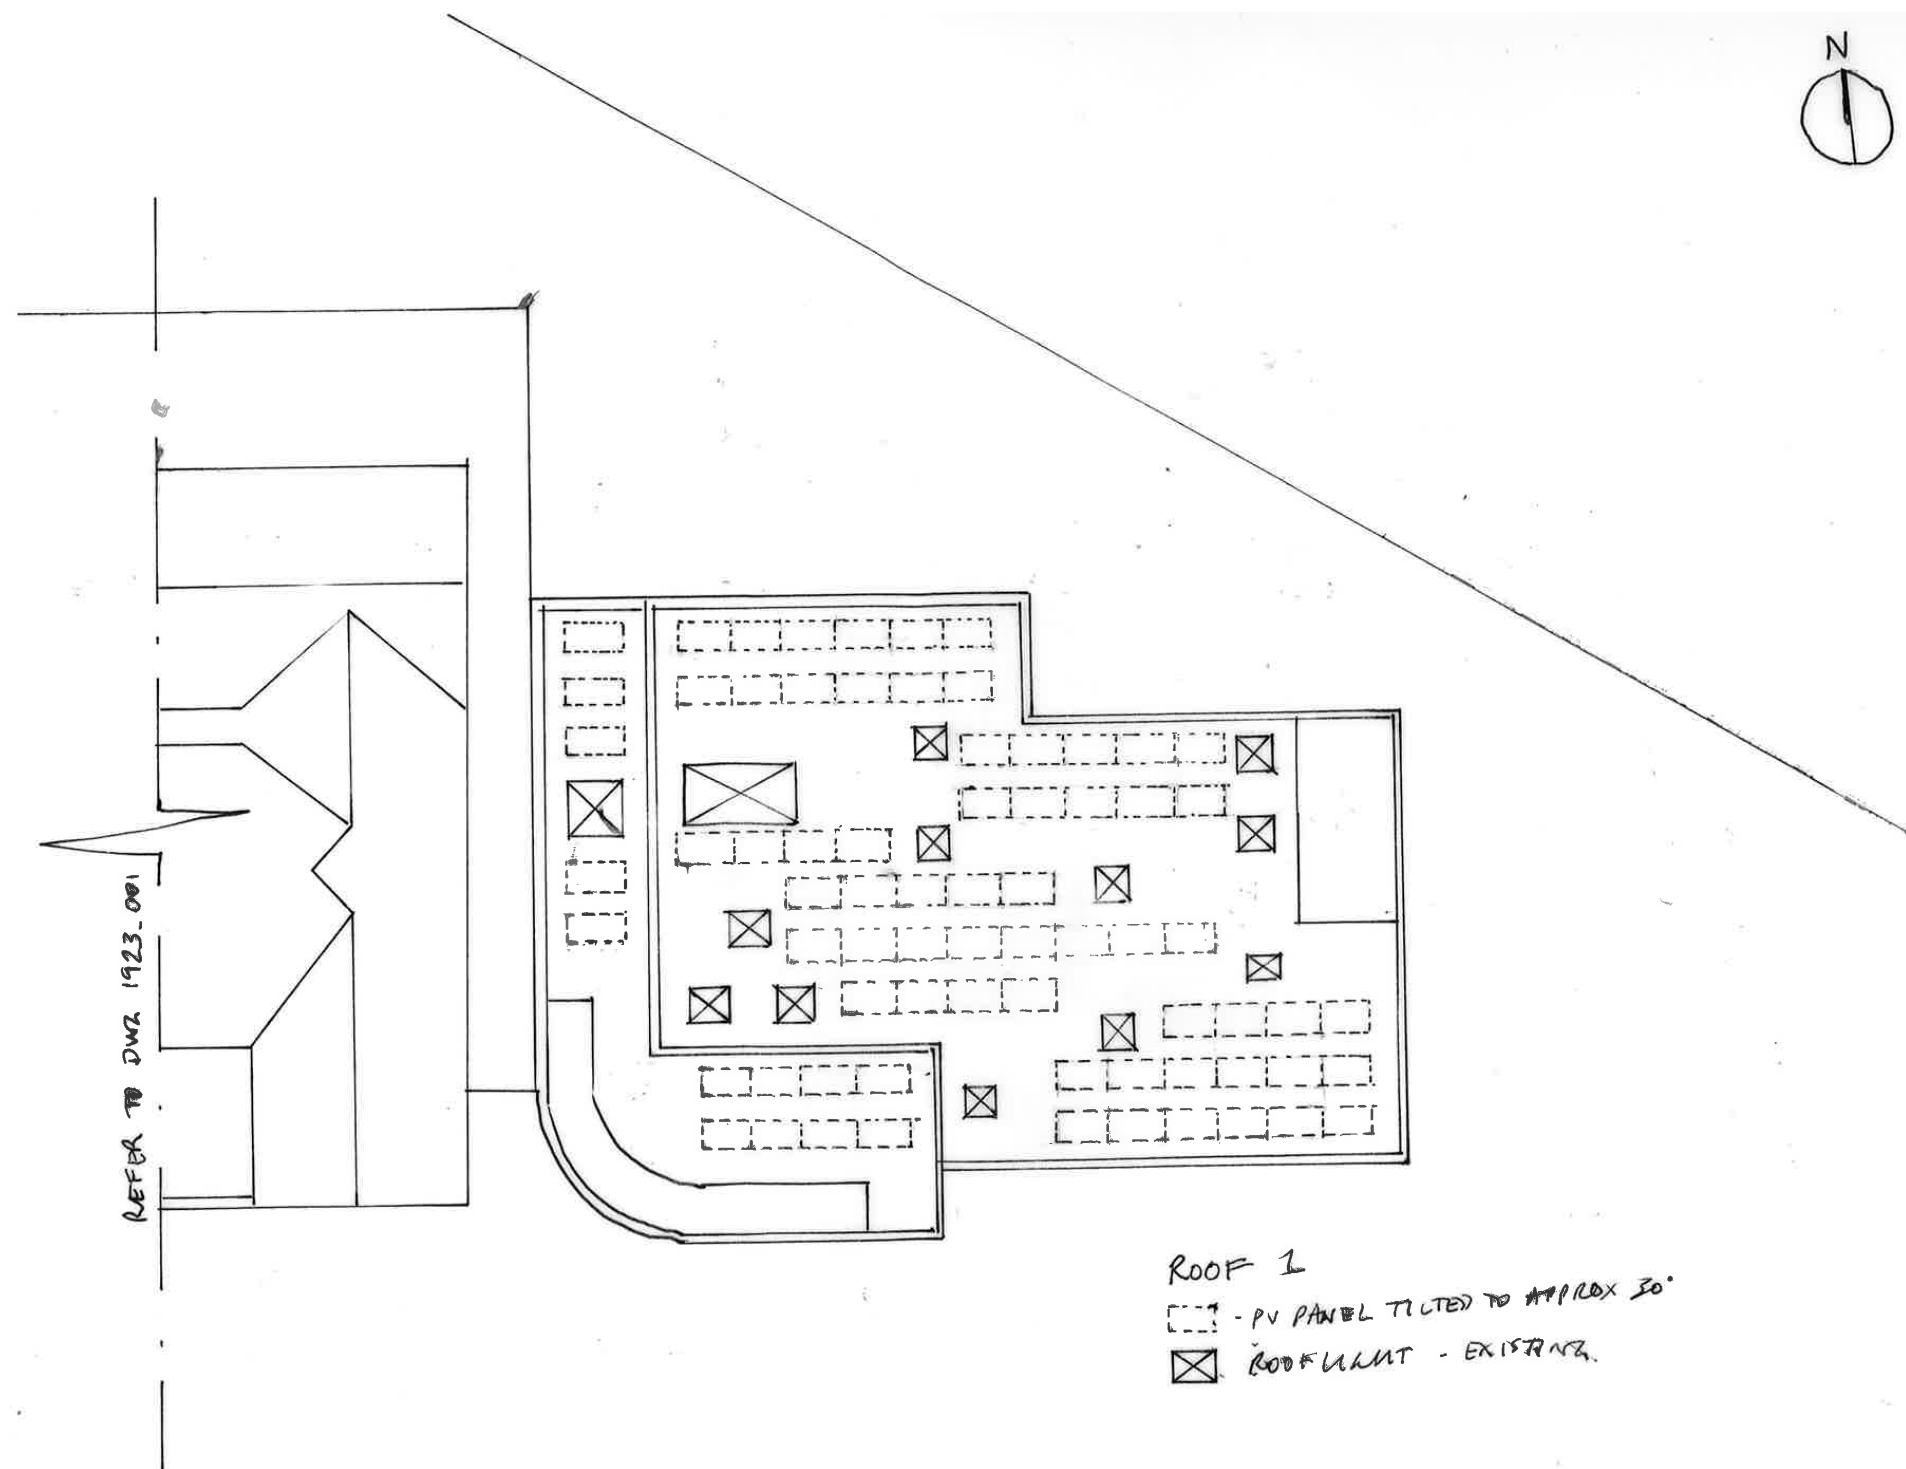 N
REFER TO DWG 1923_001
ROOF 1
- PV PANEL TILTED TO APPROX 30°
ROOFLIGHT - EXISTING.